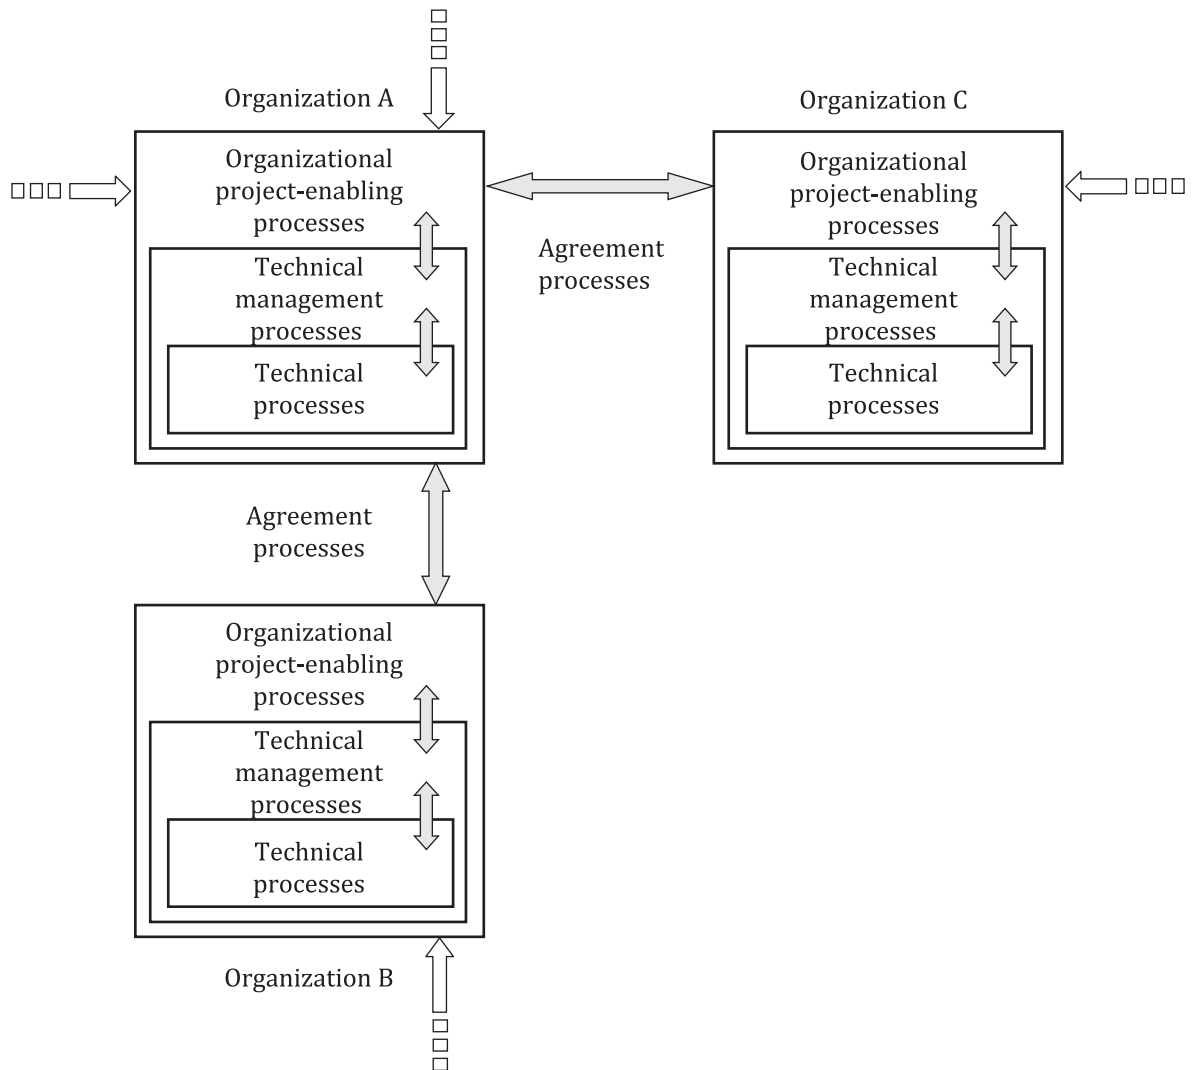 Organization A
Organizational
project-enabling
processes
Technical
management
processes
Technical
processes
Agreement
processes
Organization C
Organizational
project-enabling
processes
Technical
management
processes
Technical
processes
Agreement
processes
Organizational
project-enabling
processes
Technical
management
processes
Technical
processes
Organization B